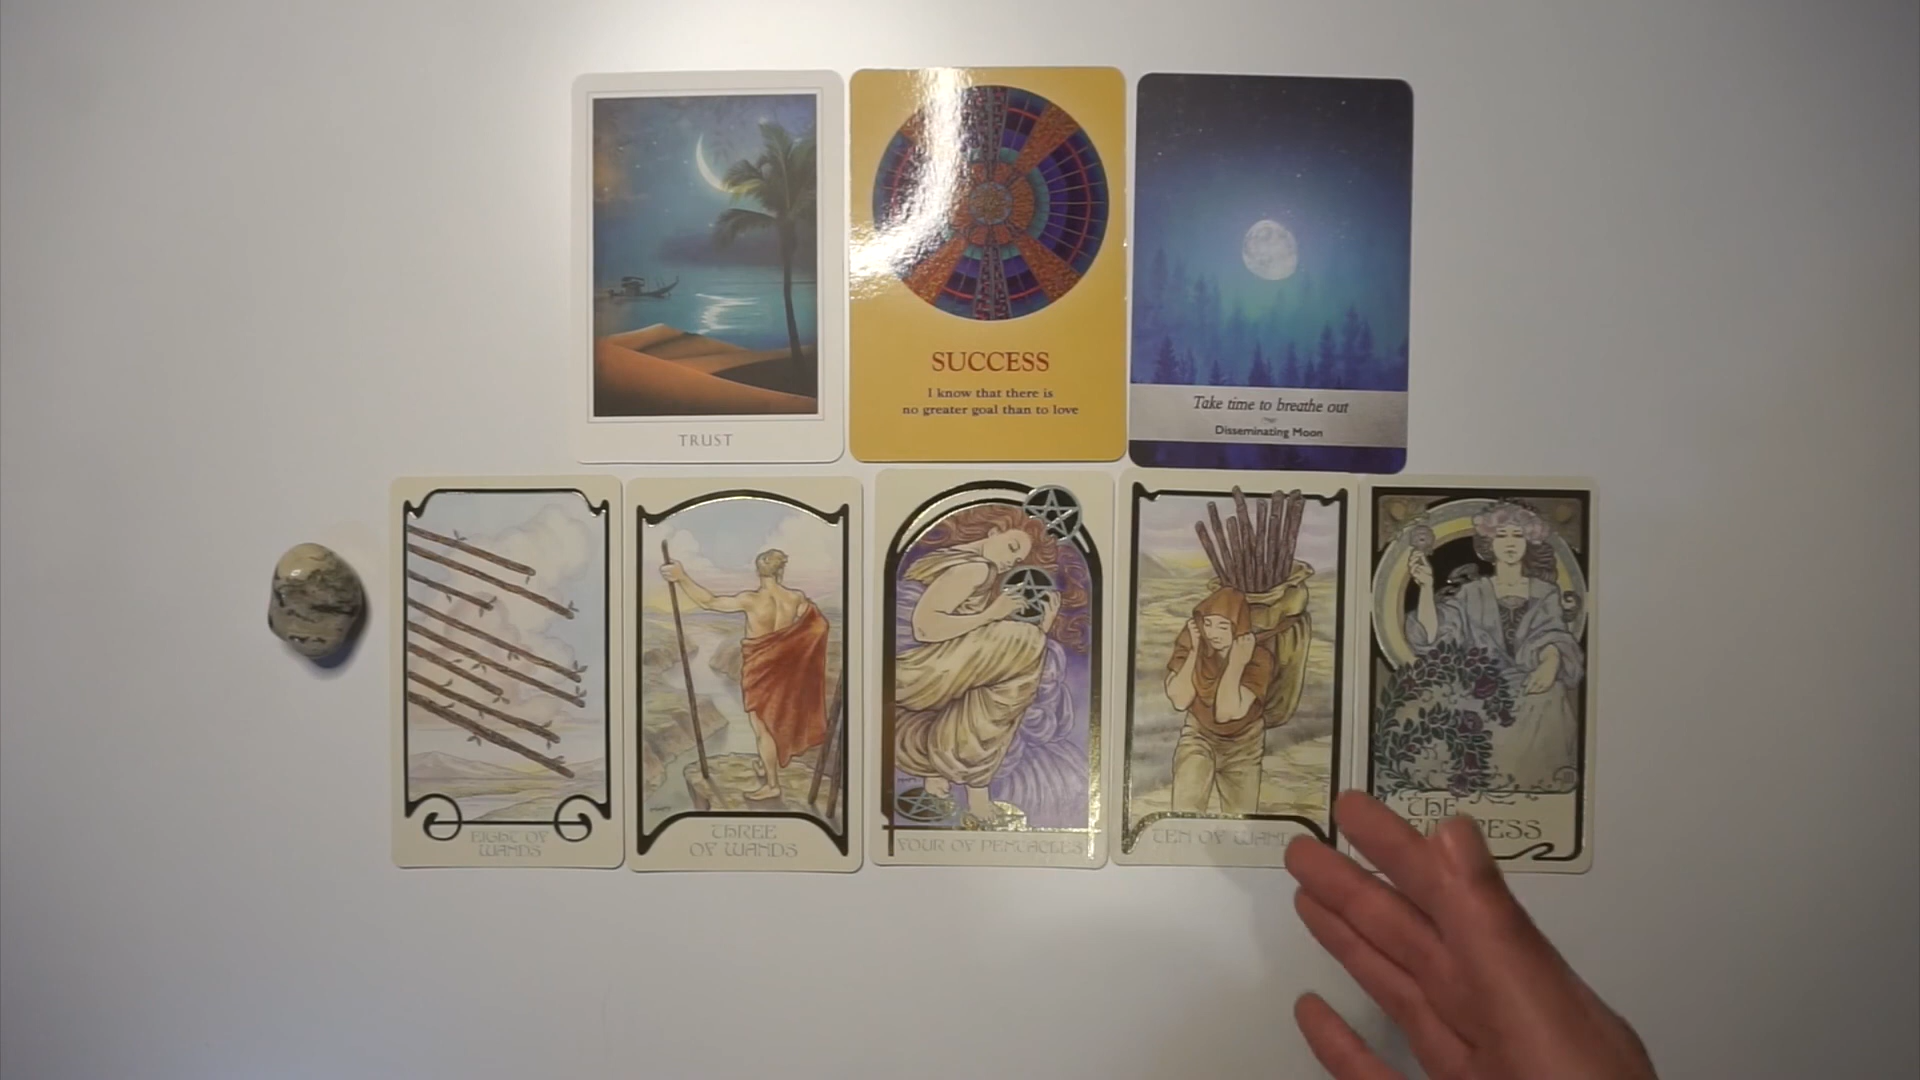 TRUST
SUCCESS
I know that there is
no greater goal than to love
Take time to breathe out
Disseminating Moon
EIGHT OF
WANDS
THREE
OF WANDS
FOUR OF PENTACLES
TEN OF WANDS
THE